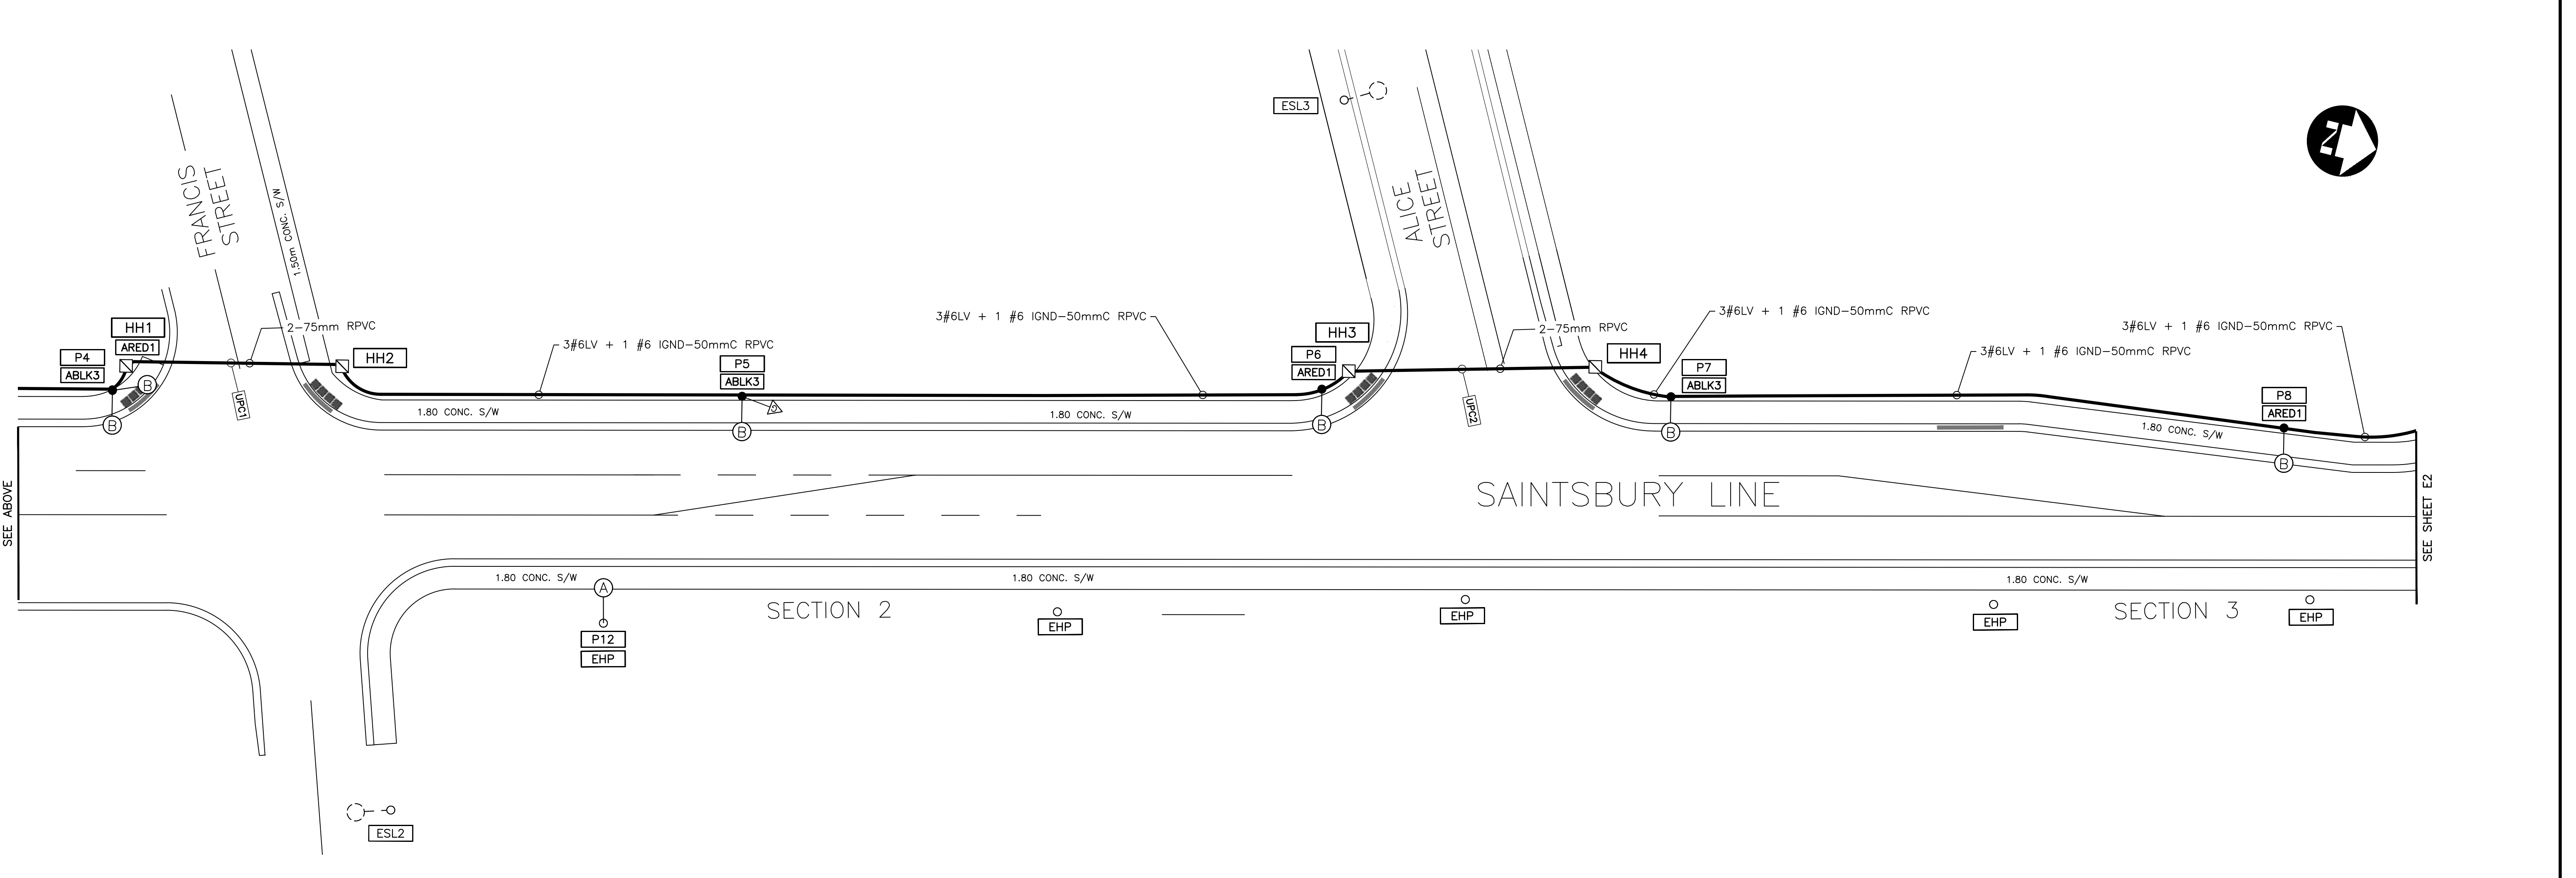 ESL3
N
FRANCIS
STREET
1.50m CONC. S/W
ALICE
STREET
3#6LV + 1 #6 IGND-50mmC RPVC
3#6LV + 1 #6 IGND-50mmC RPVC
3#6LV + 1 #6 IGND-50mmC RPVC
HH1
ARED1
2-75mm RPVC
HH3
2-75mm RPVC
P4
ABLK3
HH2
3#6LV + 1 #6 IGND-50mmC RPVC
P5
ABLK3
P6
ARED1
HH4
3#6LV + 1 #6 IGND-50mmC RPVC
P7
ABLK3
P8
ARED1
B
UPC1
UPC2
1.80 CONC. S/W
1.80 CONC. S/W
1.80 CONC. S/W
B
B
B
B
B
SEE ABOVE
SAINTSBURY LINE
SEE SHEET E2
1.80 CONC. S/W
A
1.80 CONC. S/W
1.80 CONC. S/W
P12
EHP
SECTION 2
EHP
EHP
EHP
SECTION 3
EHP
ESL2